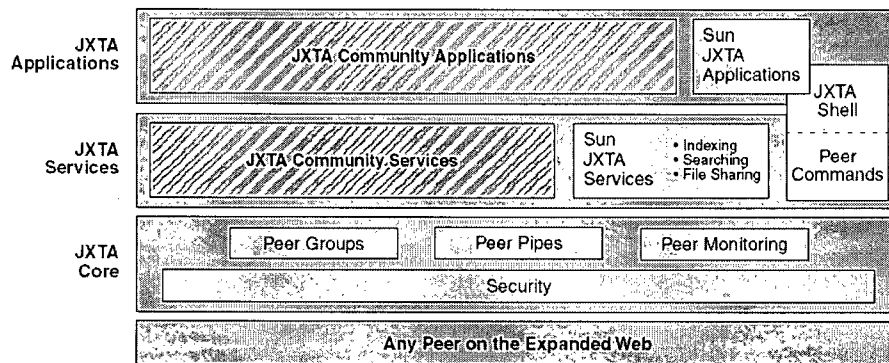 JXTA
Applications
JXTA Community Applications
Sun
JXTA
Applications
JXTA
Shell
JXTA
Services
JXTA Community Services
Sun
JXTA
Services
• Indexing
• Searching
• File Sharing
Peer
Commands
JXTA
Core
Peer Groups
Peer Pipes
Peer Monitoring
Security
Any Peer on the Expanded Web